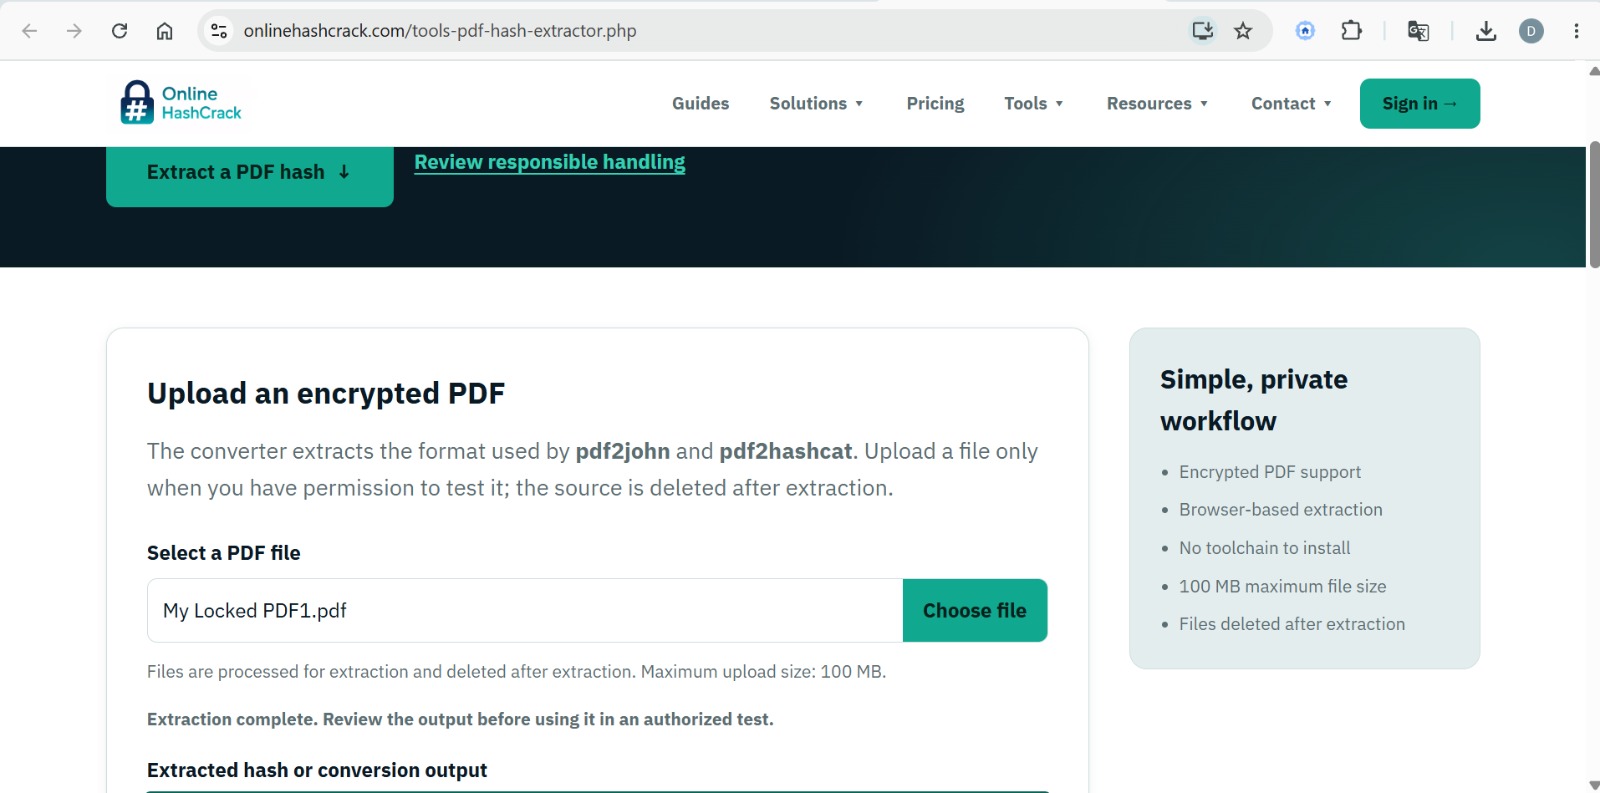 onlinehashcrack.com/tools-pdf-hash-extractor.php
D
#
Online
HashCrack
Guides
Solutions ▼
Pricing
Tools ▼
Resources ▼
Contact ▼
Sign in →
Extract a PDF hash ↓
Review responsible handling
Upload an encrypted PDF
The converter extracts the format used by pdf2john and pdf2hashcat. Upload a file only
when you have permission to test it; the source is deleted after extraction.
Select a PDF file
My Locked PDF1.pdf
Choose file
Files are processed for extraction and deleted after extraction. Maximum upload size: 100 MB.
Extraction complete. Review the output before using it in an authorized test.
Extracted hash or conversion output
Simple, private
workflow
• Encrypted PDF support
• Browser-based extraction
• No toolchain to install
• 100 MB maximum file size
• Files deleted after extraction